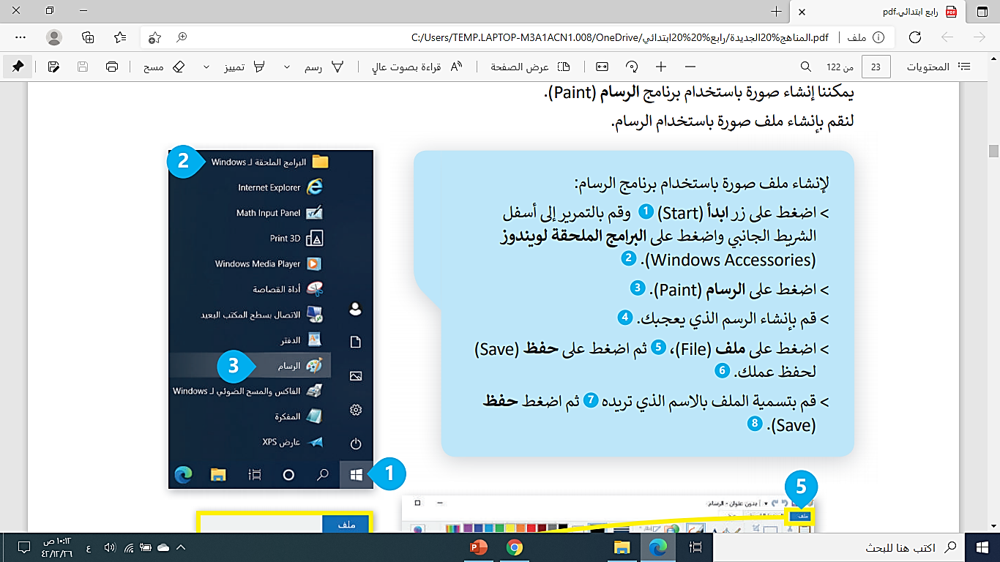 رابع ابتدائي.pdf
ملف
C:/Users/TEMP.LAPTOP-M3A1ACN1.008/OneDrive/المناهج%20الجديدة/رابع%20%20ابتدائي.pdf
المحتويات
23
من 122
عرض الصفحة
قراءة بصوت عالٍ
رسم
تمييز
مسح
يمكننا إنشاء صورة باستخدام برنامج الرسام (Paint).
لنقم بإنشاء ملف صورة باستخدام الرسام.
لإنشاء ملف صورة باستخدام برنامج الرسام:
> اضغط على زر ابدأ (Start) 1 وقم بالتمرير إلى أسفل
الشريط الجانبي واضغط على البرامج الملحقة لويندوز
(Windows Accessories). 2
> اضغط على الرسام (Paint). 3
> قم بإنشاء الرسم الذي يعجبك. 4
> اضغط على ملف (File)، 5 ثم اضغط على حفظ (Save)
لحفظ عملك. 6
> قم بتسمية الملف بالاسم الذي تريده 7 ثم اضغط حفظ
(Save). 8
2
البرامج الملحقة لـ Windows
Internet Explorer
Math Input Panel
Print 3D
Windows Media Player
أداة القصاصة
الاتصال بسطح المكتب البعيد
الدفتر
3
الرسام
الفاكس والمسح الضوئي لـ Windows
المفكرة
عارض XPS
1
5
بدون عنوان - الرسام
ملف
ملف
اكتب هنا للبحث
ع
١٠:١٢ ص
٤٢/١٢/٢٦